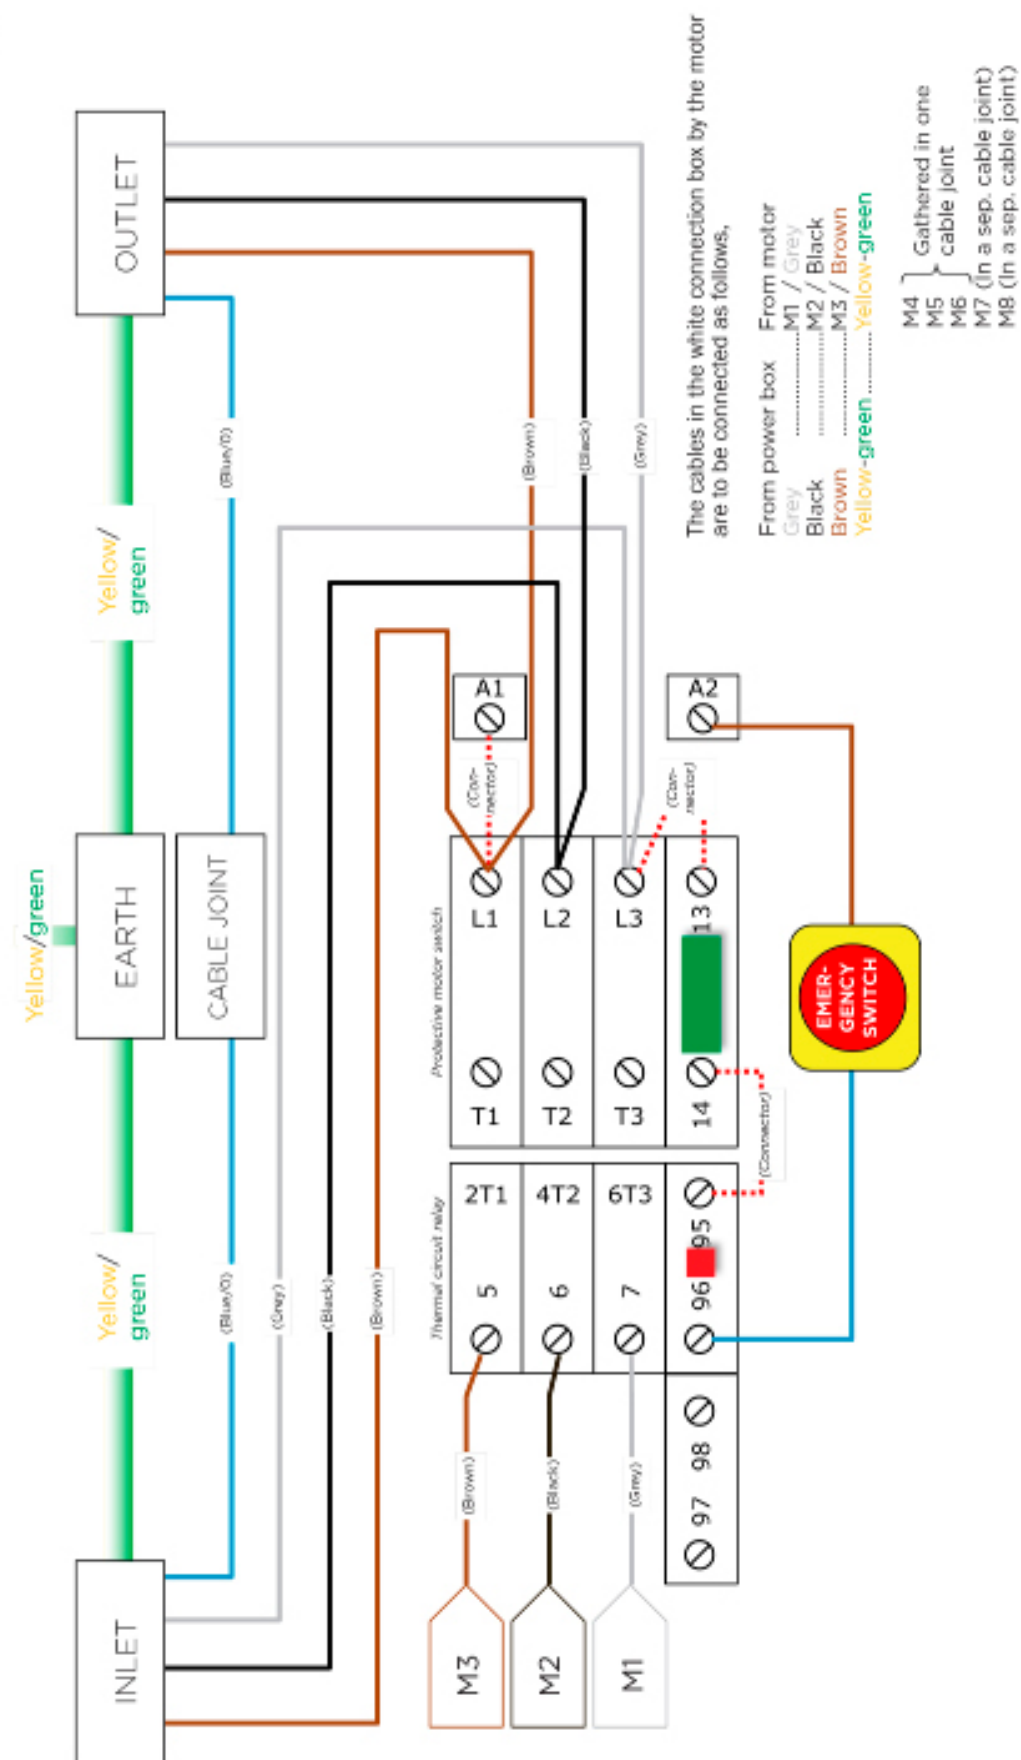 Yellow/green
INLET
Yellow/
green
EARTH
Yellow/
green
OUTLET
(Blue/0)
CABLE JOINT
(Blue/0)
(Grey)
(Black)
(Brown)
Thermal circuit relay
Protective motor switch
M3
(Brown)
5
2T1
T1
L1
(Con-
nector)
A1
(Brown)
M2
(Black)
6
4T2
T2
L2
(Black)
M1
(Grey)
7
6T3
T3
L3
(Grey)
(Con-
nector)
97
98
96
95
14
13
A2
(Connector)
EMER-
GENCY
SWITCH
The cables in the white connection box by the motor
are to be connected as follows,
From power box From motor
Grey ................M1 / Grey
Black ................M2 / Black
Brown ................M3 / Brown
Yellow-green ..........Yellow-green
M4
M5 } Gathered in one
M6 cable joint
M7 (In a sep. cable joint)
M8 (In a sep. cable joint)